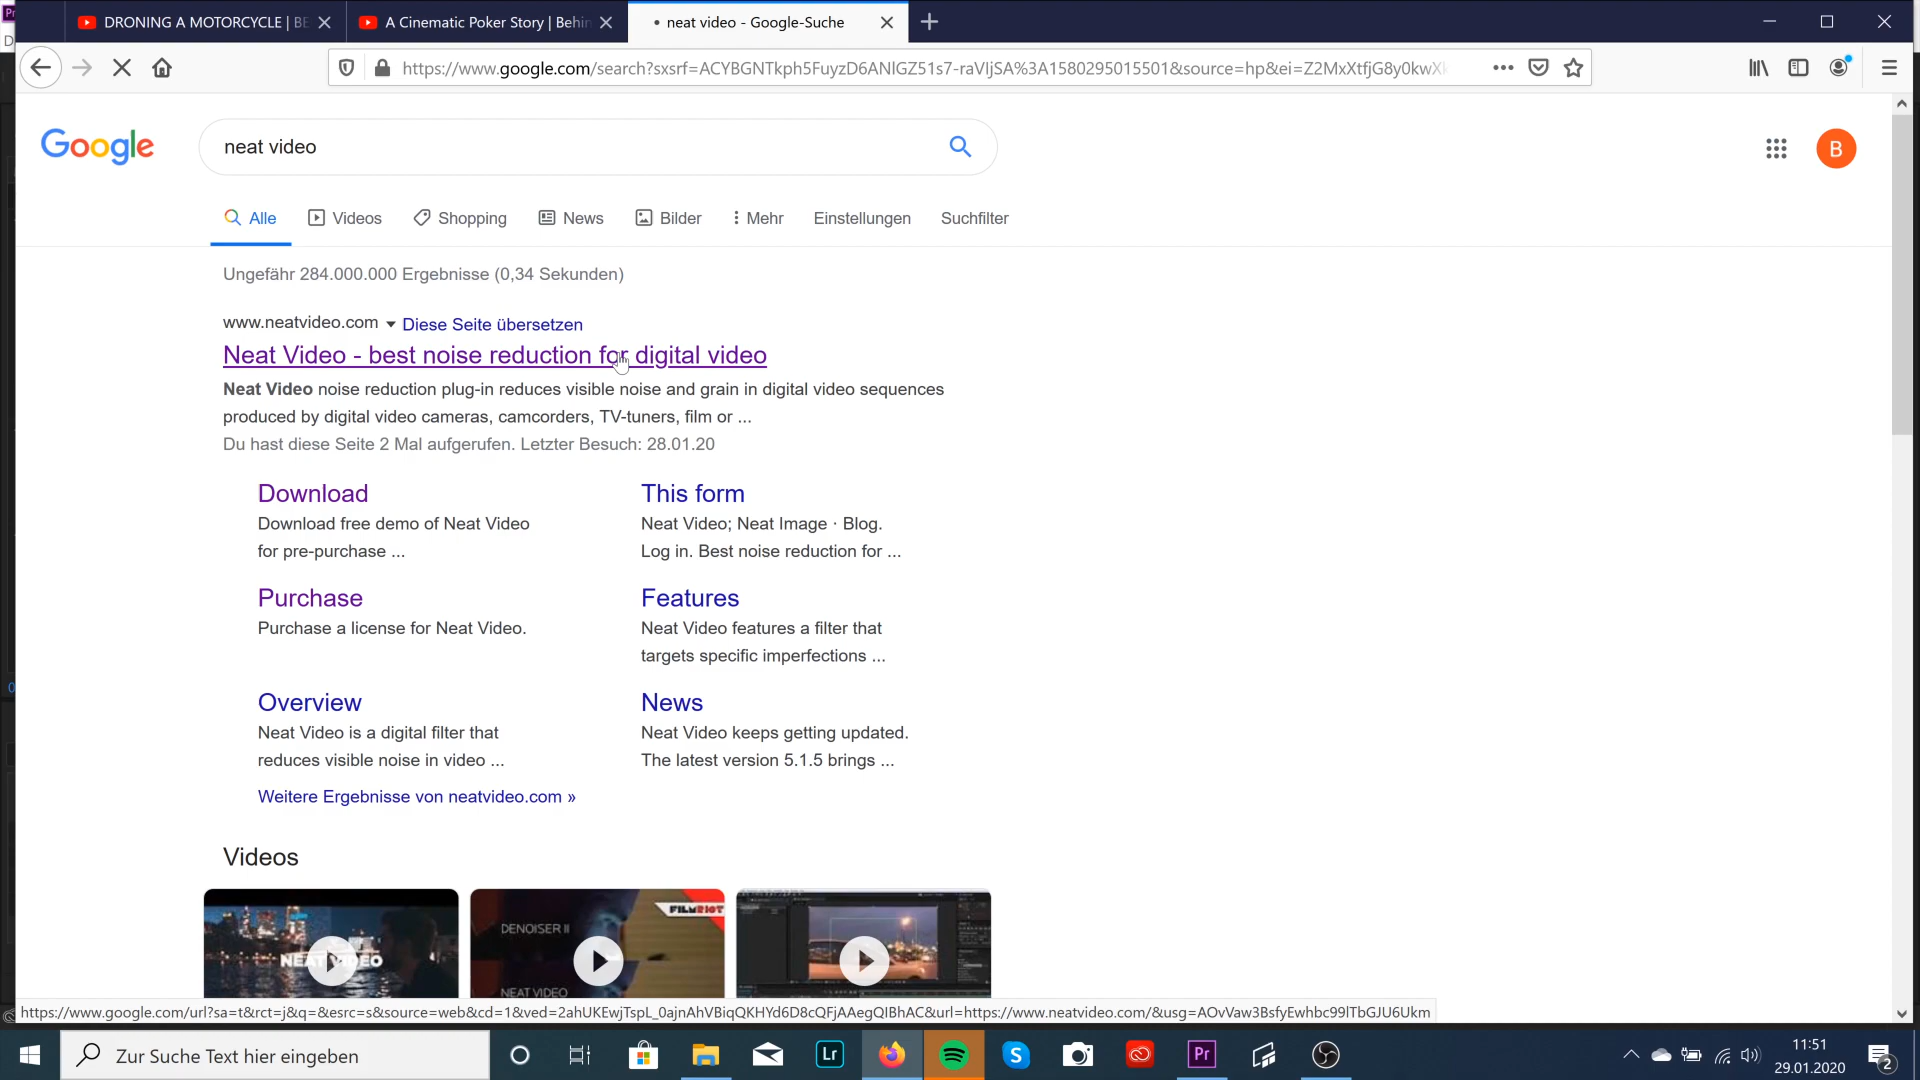 DRONING A MOTORCYCLE | BE
A Cinematic Poker Story | Behin
neat video - Google-Suche
https://www.google.com/search?sxsrf=ACYBGNTkph5FuyzD6ANlGZ51s7-raVIjSA%3A1580295015501&source=hp&ei=Z2MxXtfjG8y0kwXk
Google
neat video
B
Alle
Videos
Shopping
News
Bilder
Mehr
Einstellungen
Suchfilter
Ungefähr 284.000.000 Ergebnisse (0,34 Sekunden)
www.neatvideo.com Diese Seite übersetzen
Neat Video - best noise reduction for digital video
Neat Video noise reduction plug-in reduces visible noise and grain in digital video sequences
produced by digital video cameras, camcorders, TV-tuners, film or ...
Du hast diese Seite 2 Mal aufgerufen. Letzter Besuch: 28.01.20
Download
Download free demo of Neat Video
for pre-purchase ...
This form
Neat Video; Neat Image · Blog.
Log in. Best noise reduction for ...
Purchase
Purchase a license for Neat Video.
Features
Neat Video features a filter that
targets specific imperfections ...
Overview
Neat Video is a digital filter that
reduces visible noise in video ...
News
Neat Video keeps getting updated.
The latest version 5.1.5 brings ...
Weitere Ergebnisse von neatvideo.com »
Videos
NEAT VIDEO
FILMRIOT
DENOISER II
NEAT VIDEO
https://www.google.com/url?sa=t&rct=j&q=&esrc=s&source=web&cd=1&ved=2ahUKEwjTspL_0ajnAhVBiqQKHYd6D8cQFjAAegQIBhAC&url=https://www.neatvideo.com/&usg=AOvVaw3BsfyEwhbc99lTbGJU6Ukm
Zur Suche Text hier eingeben
Lr
Pr
11:51
29.01.2020
2